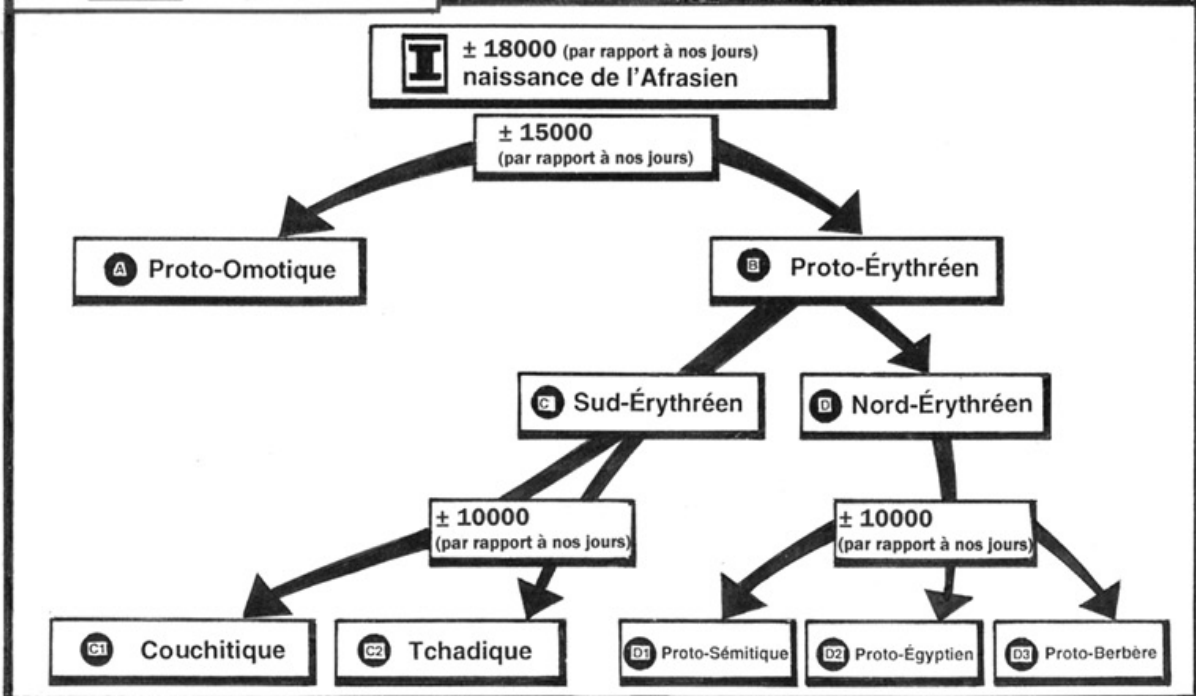 I
± 18000 (par rapport à nos jours)
naissance de l'Afrasien
± 15000
(par rapport à nos jours)
A Proto-Omotique
B Proto-Érythréen
C Sud-Érythréen
D Nord-Érythréen
± 10000
(par rapport à nos jours)
± 10000
(par rapport à nos jours)
C1 Couchitique
C2 Tchadique
D1 Proto-Sémitique
D2 Proto-Égyptien
D3 Proto-Berbère